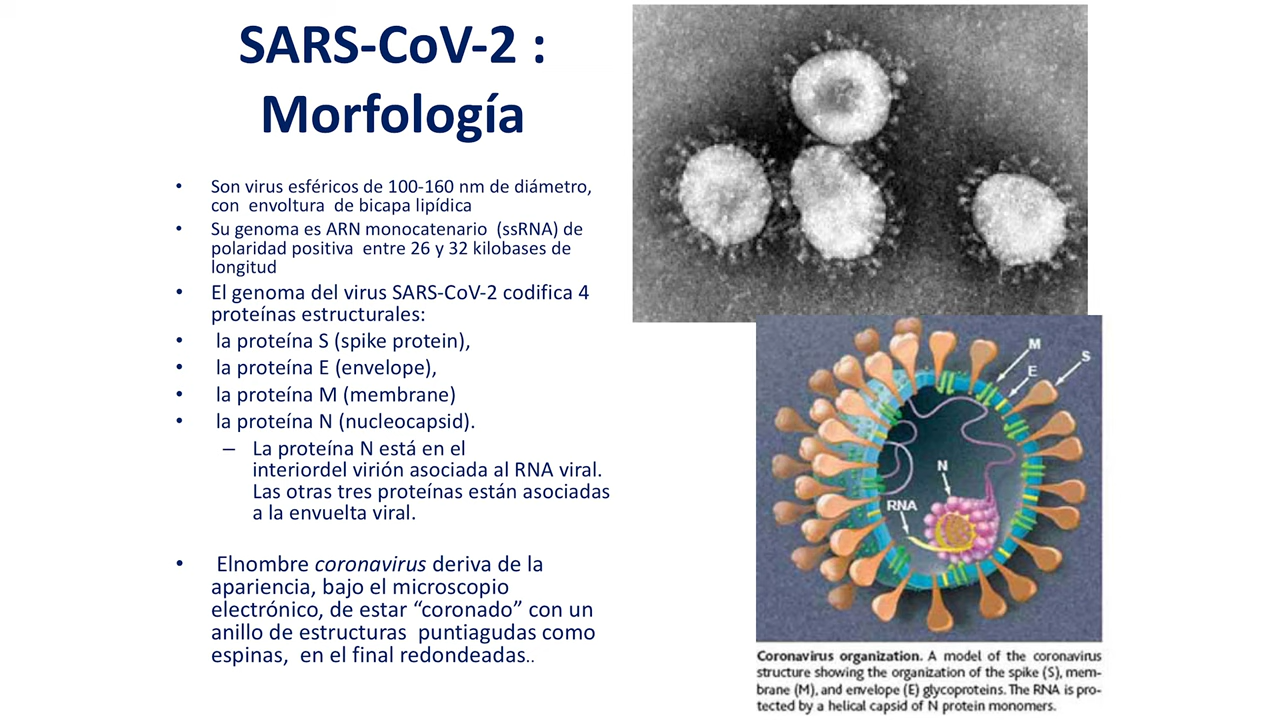 SARS-CoV-2 :
Morfología
• Son virus esféricos de 100-160 nm de diámetro,
con envoltura de bicapa lipídica
• Su genoma es ARN monocatenario (ssRNA) de
polaridad positiva entre 26 y 32 kilobases de
longitud
• El genoma del virus SARS-CoV-2 codifica 4
proteínas estructurales:
• la proteína S (spike protein),
• la proteína E (envelope),
• la proteína M (membrane)
• la proteína N (nucleocapsid).
– La proteína N está en el
interiordel virión asociada al RNA viral.
Las otras tres proteínas están asociadas
a la envuelta viral.
• Elnombre coronavirus deriva de la
apariencia, bajo el microscopio
electrónico, de estar “coronado” con un
anillo de estructuras puntiagudas como
espinas, en el final redondeadas..
M
S
E
N
RNA
Coronavirus organization. A model of the coronavirus
structure showing the organization of the spike (S), mem-
brane (M), and envelope (E) glycoproteins. The RNA is pro-
tected by a helical capsid of N protein monomers.